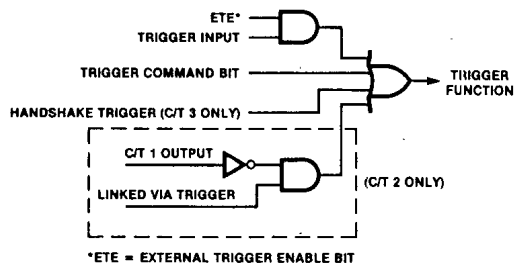 ETE*
TRIGGER INPUT
TRIGGER COMMAND BIT
TRIGGER
FUNCTION
HANDSHAKE TRIGGER (C/T 3 ONLY)
C/T 1 OUTPUT
(C/T 2 ONLY)
LINKED VIA TRIGGER
*ETE = EXTERNAL TRIGGER ENABLE BIT